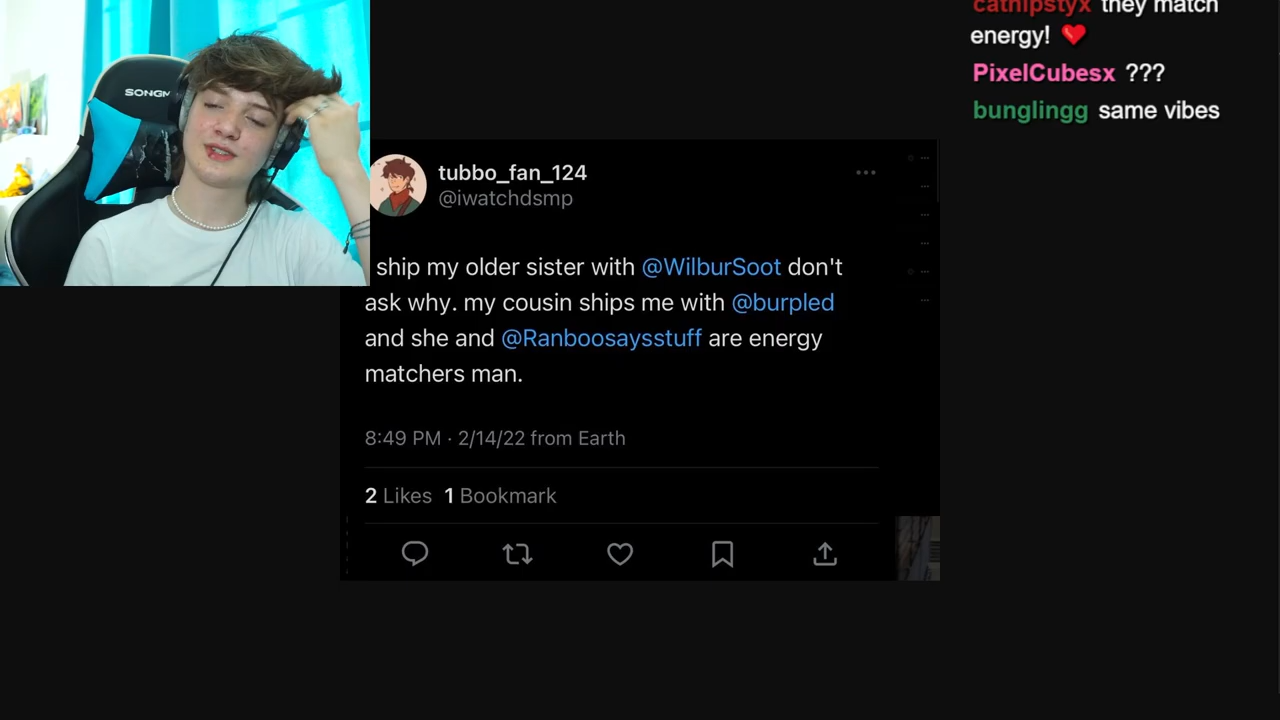 SONGM
tubbo_fan_124
@iwatchdsmp
ship my older sister with @WilburSoot don't
ask why. my cousin ships me with @burpled
and she and @Ranboosaysstuff are energy
matchers man.
8:49 PM · 2/14/22 from Earth
2 Likes 1 Bookmark
catnipstyx they match
energy! ❤️
PixelCubesx ???
bunglingg same vibes